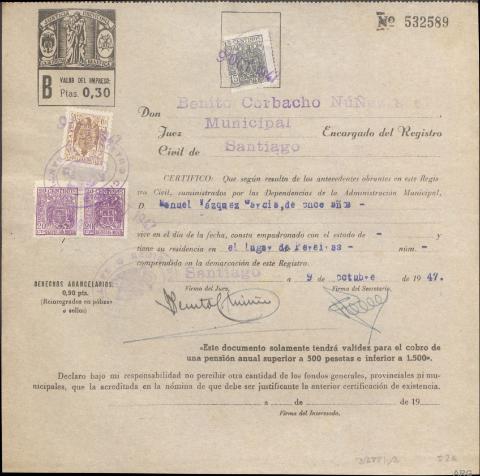 Nº 532589
B
VALOR DEL IMPRESO:
Ptas. 0,30
Don Benito Corbacho Núñez
Juez Municipal Encargado del Registro
Civil de Santiago
CERTIFICO: Que según resulta de los antecedentes obrantes en este Registro Civil, suministrados por las Dependencias de la Administración Municipal,
D. Manuel Vázquez García, de once años -
vive en el día de la fecha, consta empadronado con el estado de - y
tiene su residencia en el lugar de núm. -
comprendido en la demarcación de este Registro.
Santiago a 9 de octubre de 1947.
Firma del Juez. Firma del Secretario.
DERECHOS ARANCELARIOS:
0,90 pts.
(Reintegrados en pólizas o sellos)
«Este documento solamente tendrá validez para el cobro de
una pensión anual superior a 500 pesetas e inferior a 1.500».
Declaro bajo mi responsabilidad no percibir otra cantidad de los fondos generales, provinciales ni municipales, que la acreditada en la nómina de que debe ser justificante la anterior certificación de existencia.
a de de 19
Firma del Interesado.